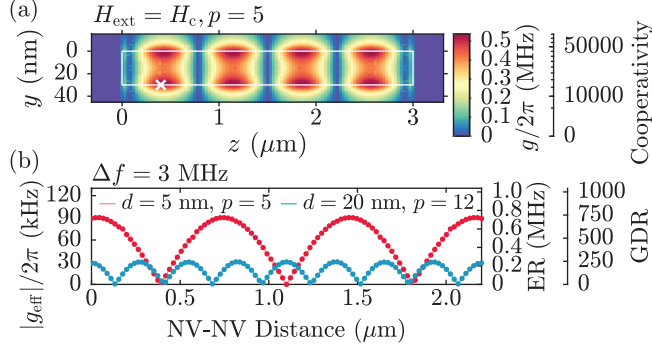 (a) H_ext = H_c, p = 5
y (nm)
0
20
40
0 1 2 3
z (μm)
0.5
0.4
0.3
0.2
0.1
0
g/2π (MHz)
50000
10000
0
Cooperativity
(b) Δf = 3 MHz
|g_eff|/2π (kHz)
120
90
60
30
0
d = 5 nm, p = 5 d = 20 nm, p = 12
0.0 0.5 1.0 1.5 2.0
NV-NV Distance (μm)
1.0
0.8
0.6
0.4
0.2
0.0
ER (MHz)
1000
750
500
250
0
GDR